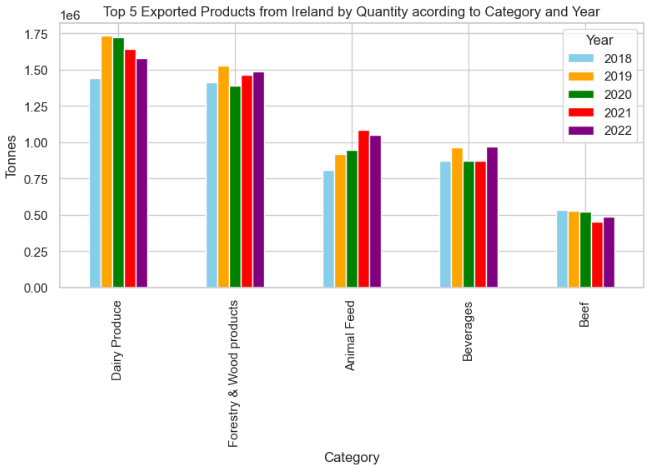 Top 5 Exported Products from Ireland by Quantity acording to Category and Year
1e6
1.75
1.50
1.25
1.00
0.75
0.50
0.25
0.00
Tonnes
Year
2018
2019
2020
2021
2022
Dairy Produce
Forestry & Wood products
Animal Feed
Beverages
Beef
Category